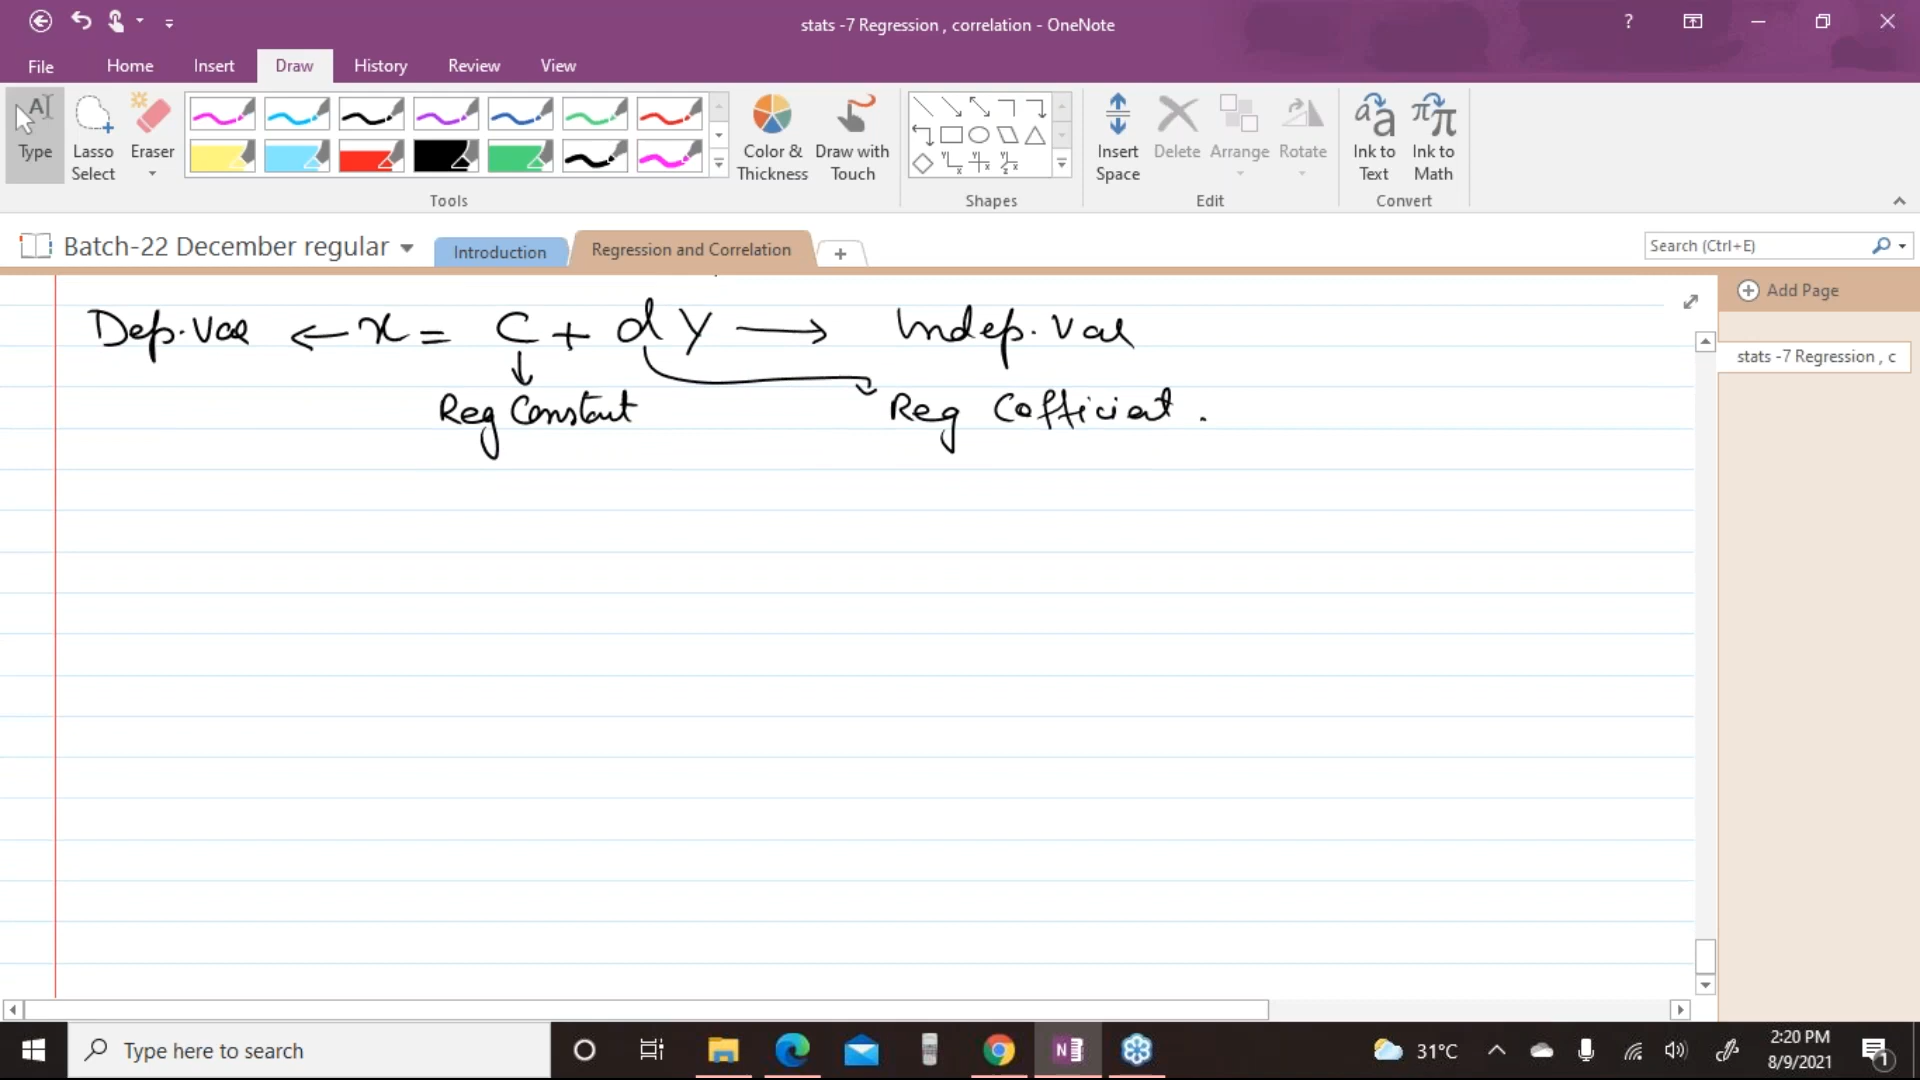 stats -7 Regression , correlation - OneNote
?
File Home Insert Draw History Review View
Type Lasso Select Eraser Color & Thickness Draw with Touch Insert Space Delete Arrange Rotate Ink to Text Ink to Math
Tools Shapes Edit Convert
Batch-22 December regular Introduction Regression and Correlation + Search (Ctrl+E)
Add Page
stats -7 Regression , c
Dep. Var ← x = C + d Y → Indep. Var
Reg Constant Reg Cofficient .
Type here to search
31°C
2:20 PM
8/9/2021
1